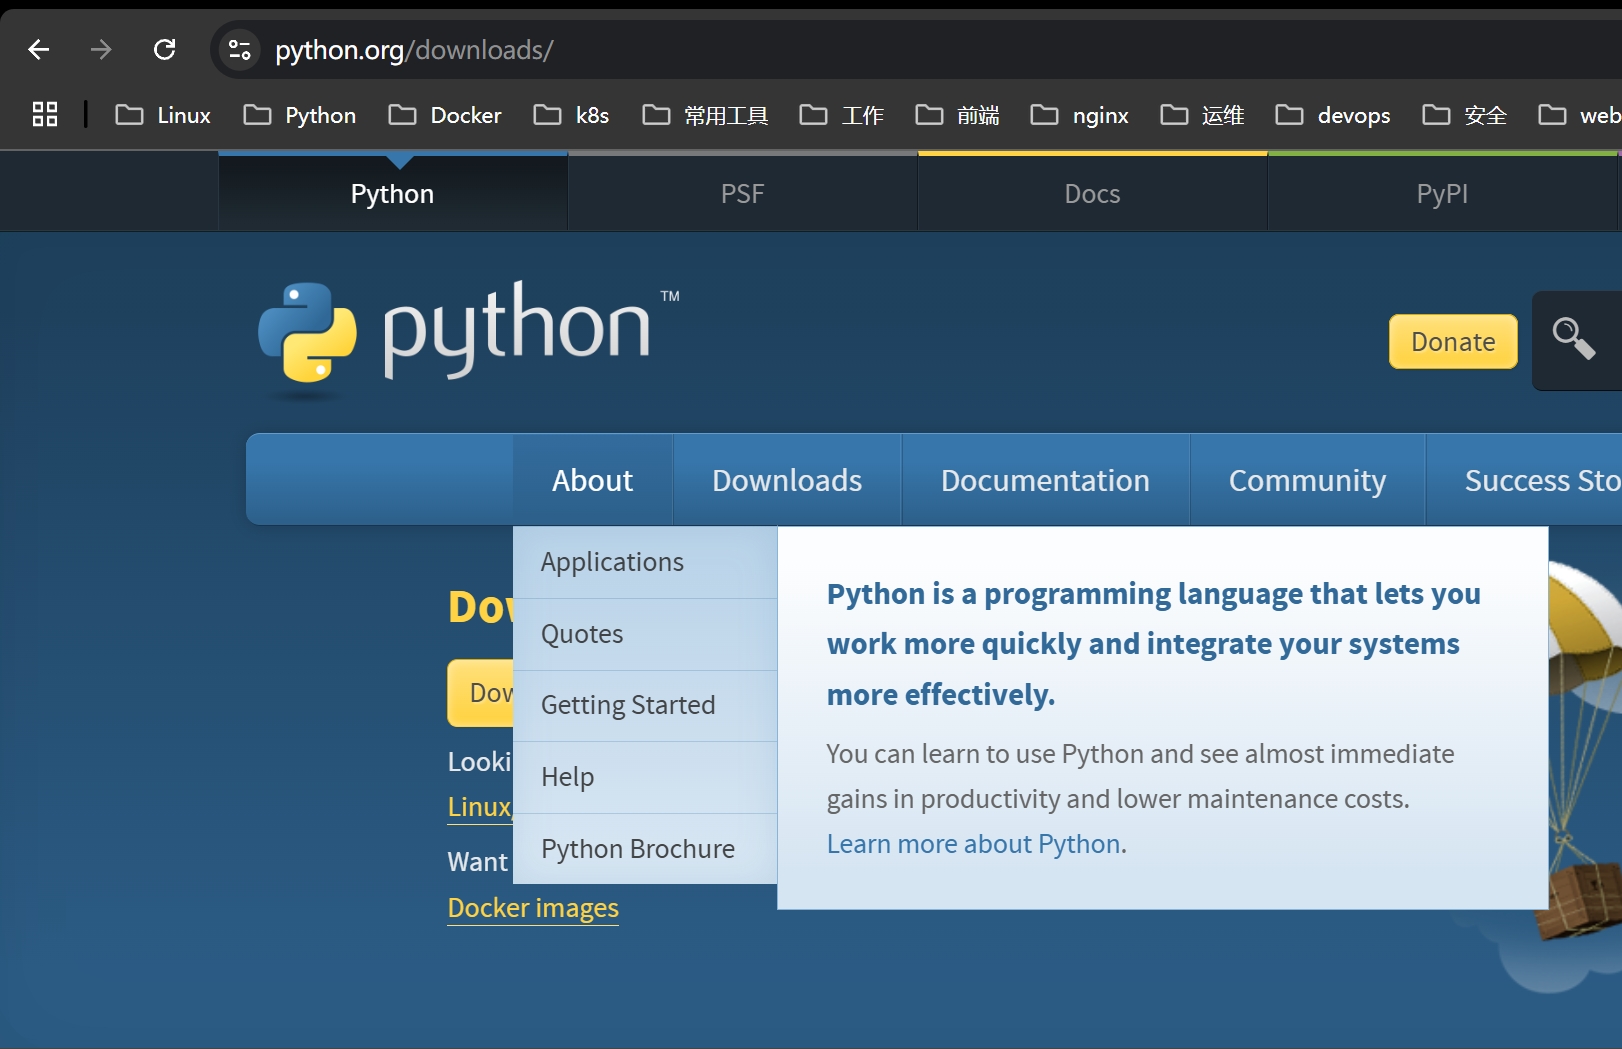 python.org/downloads/
Linux
Python
Docker
k8s
常用工具
工作
前端
nginx
运维
devops
安全
web
Python
PSF
Docs
PyPI
python™
Donate
About
Downloads
Documentation
Community
Success Sto
Applications
Quotes
Getting Started
Help
Python Brochure
Python is a programming language that lets you
work more quickly and integrate your systems
more effectively.
You can learn to use Python and see almost immediate
gains in productivity and lower maintenance costs.
Learn more about Python.
Dow
Dow
Looki
Linux,
Want
Docker images